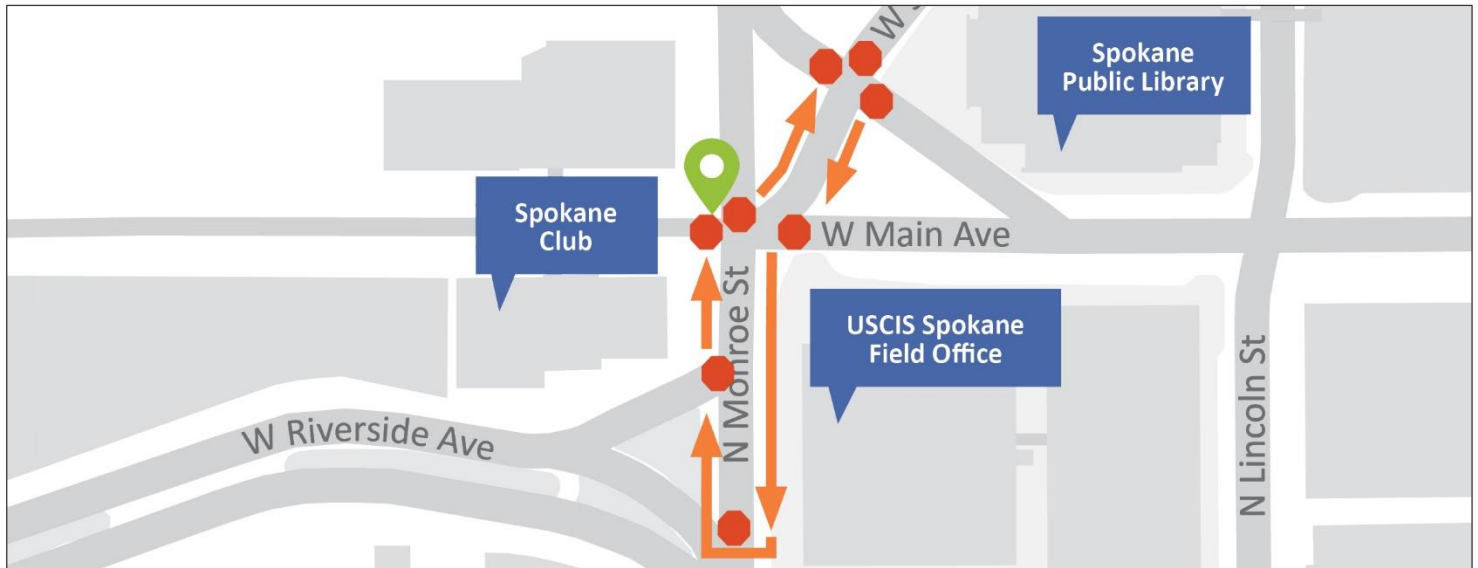 W S
Spokane
Public Library
Spokane
Club
W Main Ave
N Monroe St
USCIS Spokane
Field Office
W Riverside Ave
N Lincoln St